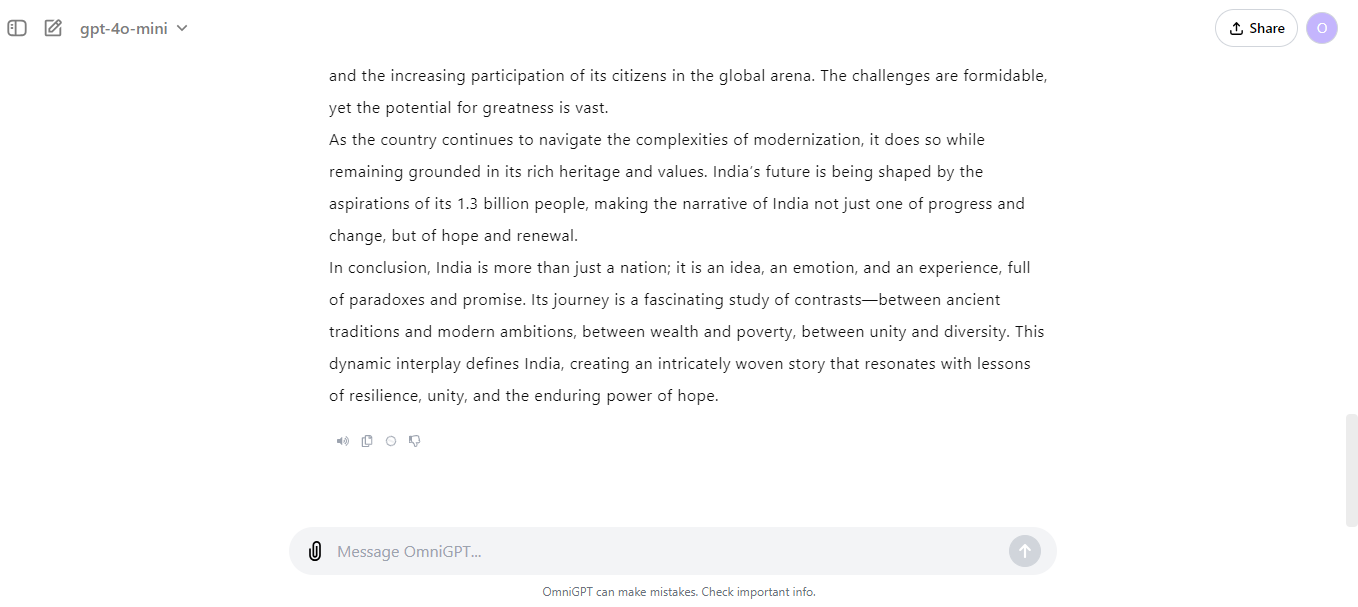 gpt-4o-mini
Share
O
and the increasing participation of its citizens in the global arena. The challenges are formidable,
yet the potential for greatness is vast.
As the country continues to navigate the complexities of modernization, it does so while
remaining grounded in its rich heritage and values. India's future is being shaped by the
aspirations of its 1.3 billion people, making the narrative of India not just one of progress and
change, but of hope and renewal.
In conclusion, India is more than just a nation; it is an idea, an emotion, and an experience, full
of paradoxes and promise. Its journey is a fascinating study of contrasts—between ancient
traditions and modern ambitions, between wealth and poverty, between unity and diversity. This
dynamic interplay defines India, creating an intricately woven story that resonates with lessons
of resilience, unity, and the enduring power of hope.
Message OmniGPT...
OmniGPT can make mistakes. Check important info.